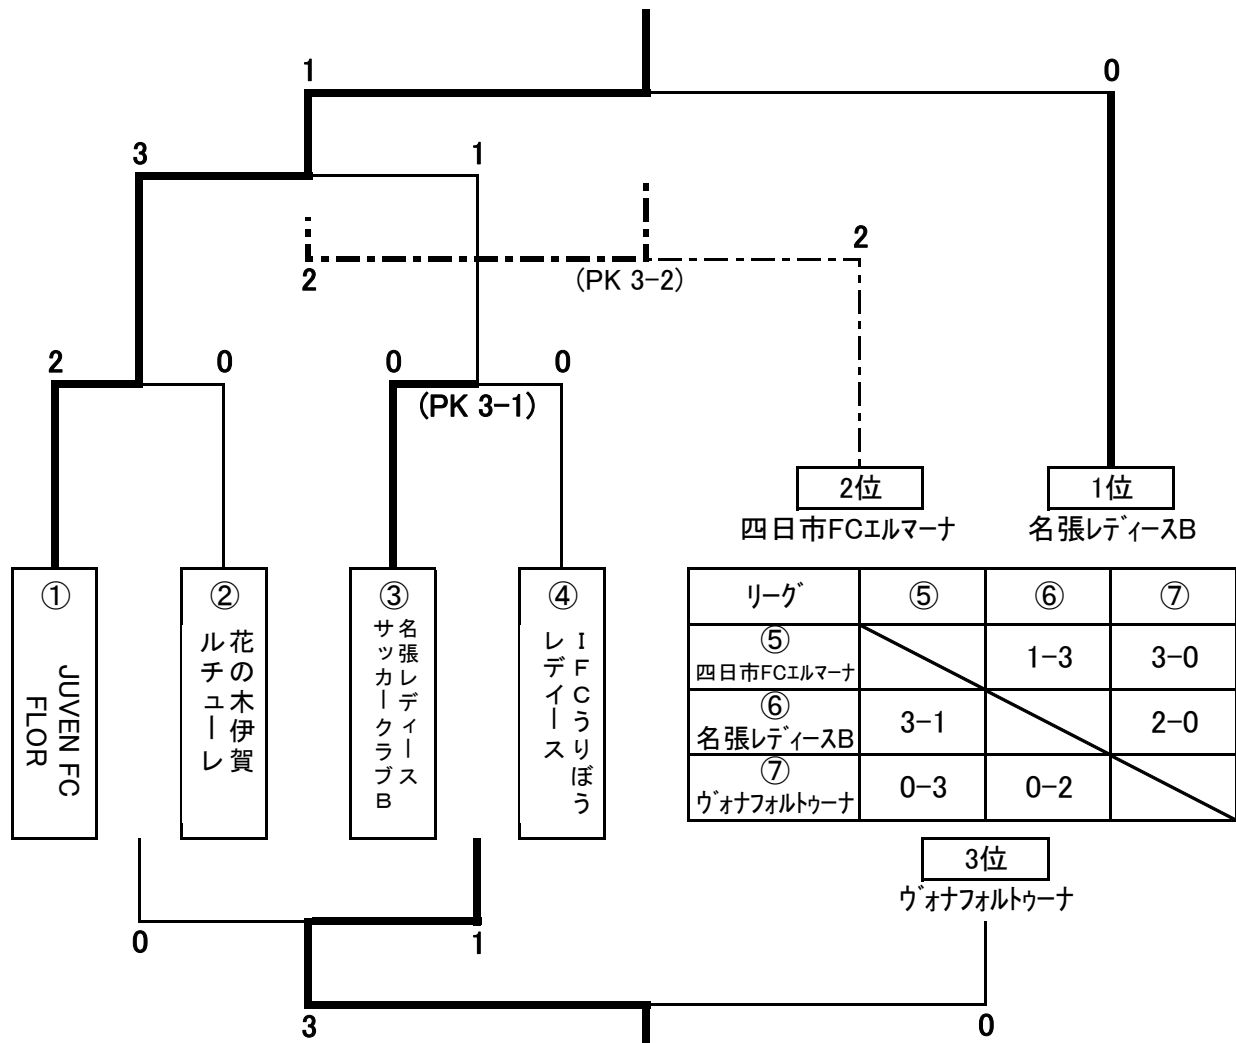 1
0
3
1
2
2
(PK 3-2)
2
0
0
0
(PK 3-1)
2位
1位
四日市FCエルマーナ
名張レディースB
①
JUVEN FC
FLOR
②
花の木伊賀
ルチューレ
③
名張レディース
サッカークラブB
④
IFCうりぼう
レディース
リーグ
⑤
⑥
⑦
⑤
四日市FCエルマーナ
1-3
3-0
⑥
名張レディースB
3-1
2-0
⑦
ヴォナフォルトゥーナ
0-3
0-2
3位
ヴォナフォルトゥーナ
0
1
3
0